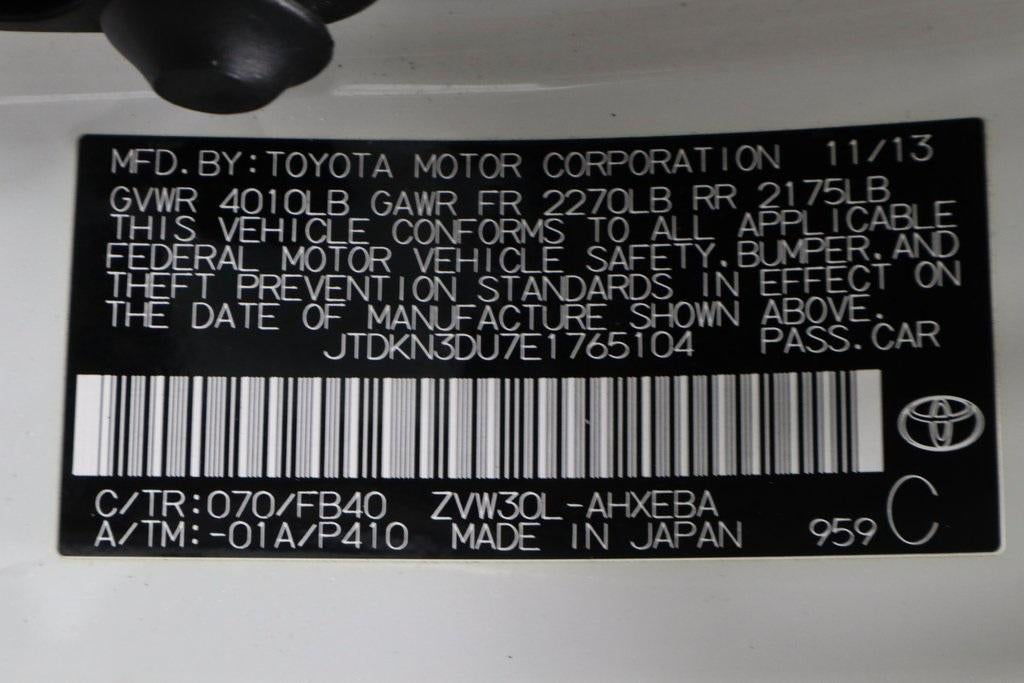 MFD.BY:TOYOTA MOTOR CORPORATION 11/13
GVWR 4010LB GAWR FR 2270LB RR 2175LB
THIS VEHICLE CONFORMS TO ALL APPLICABLE
FEDERAL MOTOR VEHICLE SAFETY,BUMPER,AND
THEFT PREVENTION STANDARDS IN EFFECT ON
THE DATE OF MANUFACTURE SHOWN ABOVE.
JTDKN3DU7E1765104 PASS.CAR
C/TR:070/FB40 ZVW30L-AHXEBA
A/TM:-01A/P410 MADE IN JAPAN 959 C